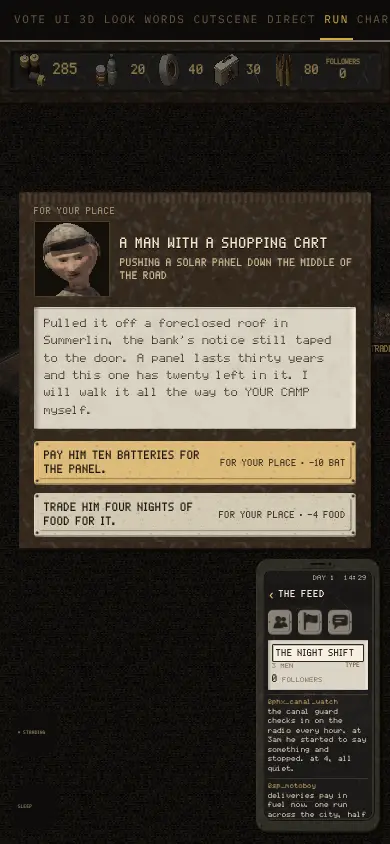 VOTE UI 3D LOOK WORDS CUTSCENE DIRECT RUN CHAR
285 20 40 30 80 FOLLOWERS 0
FOR YOUR PLACE
A MAN WITH A SHOPPING CART
PUSHING A SOLAR PANEL DOWN THE MIDDLE OF
THE ROAD
Pulled it off a foreclosed roof in
Summerlin, the bank's notice still taped
to the door. A panel lasts thirty years
and this one has twenty left in it. I
will walk it all the way to YOUR CAMP
myself.
TRAD
PAY HIM TEN BATTERIES FOR
THE PANEL.
FOR YOUR PLACE · -10 BAT
TRADE HIM FOUR NIGHTS OF
FOOD FOR IT.
FOR YOUR PLACE · -4 FOOD
DAY 1 14:29
‹ THE FEED
THE NIGHT SHIFT
3 MEN TYPE
0 FOLLOWERS
@phx_canal_watch
the canal guard
checks in on the
radio every hour. at
3am he started to say
something and
stopped. at 4, all
quiet.
@sp_motoboy
deliveries pay in
fuel now. one run
across the city, half
STANDING
SLEEP